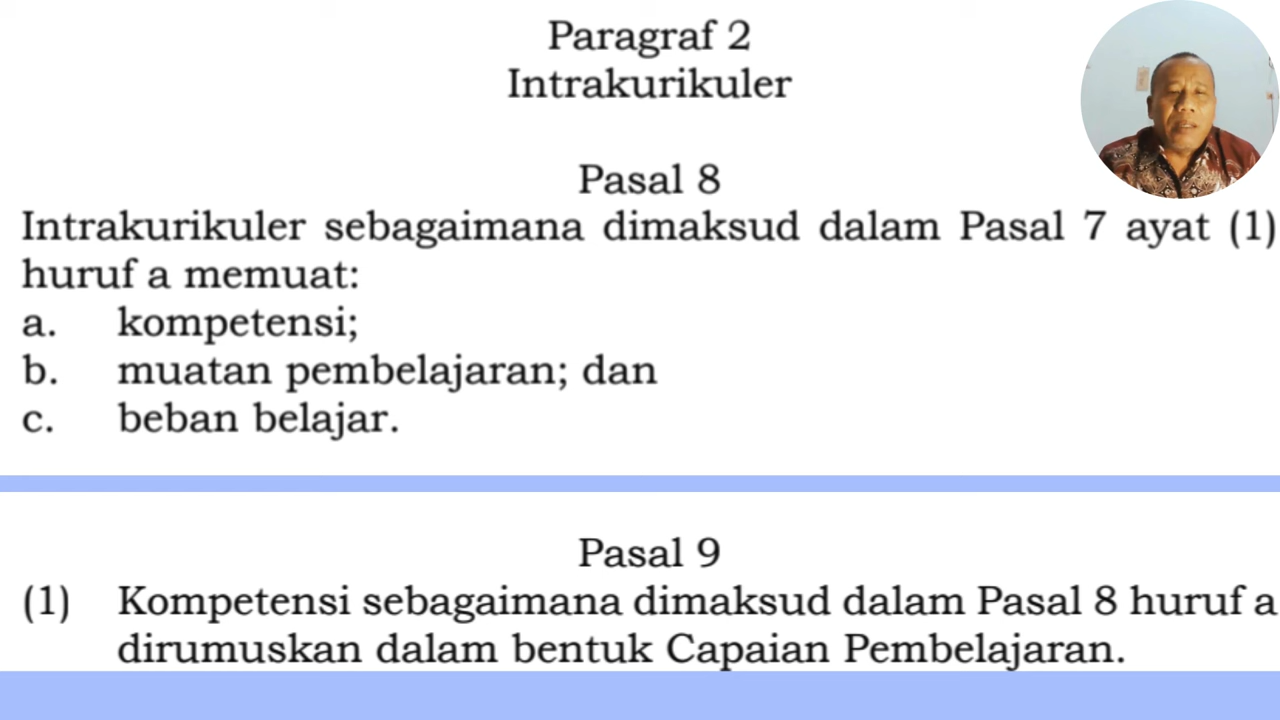 Paragraf 2
Intrakurikuler
Pasal 8
Intrakurikuler sebagaimana dimaksud dalam Pasal 7 ayat (1)
huruf a memuat:
a. kompetensi;
b. muatan pembelajaran; dan
c. beban belajar.
Pasal 9
(1) Kompetensi sebagaimana dimaksud dalam Pasal 8 huruf a
dirumuskan dalam bentuk Capaian Pembelajaran.